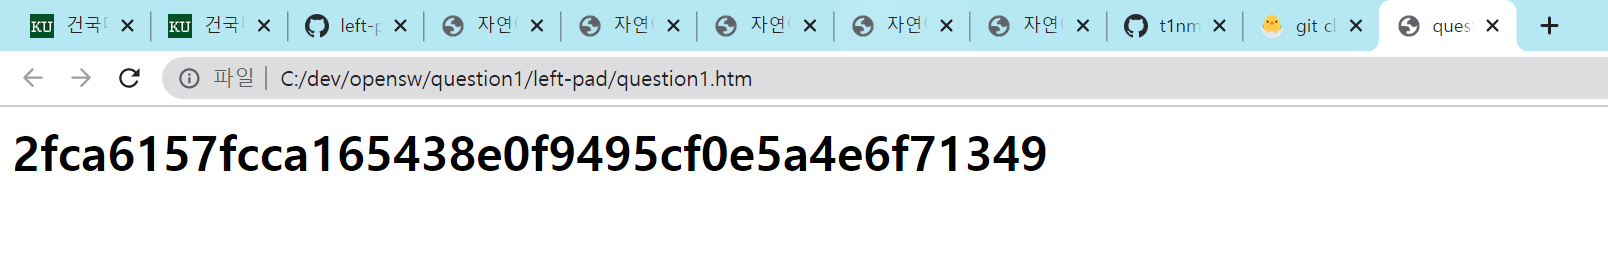 KU 건국 KU 건국 left-p 자연 자연 자연 자연 자연 t1nm git cl ques
파일 C:/dev/opensw/question1/left-pad/question1.htm
2fca6157fcca165438e0f9495cf0e5a4e6f71349